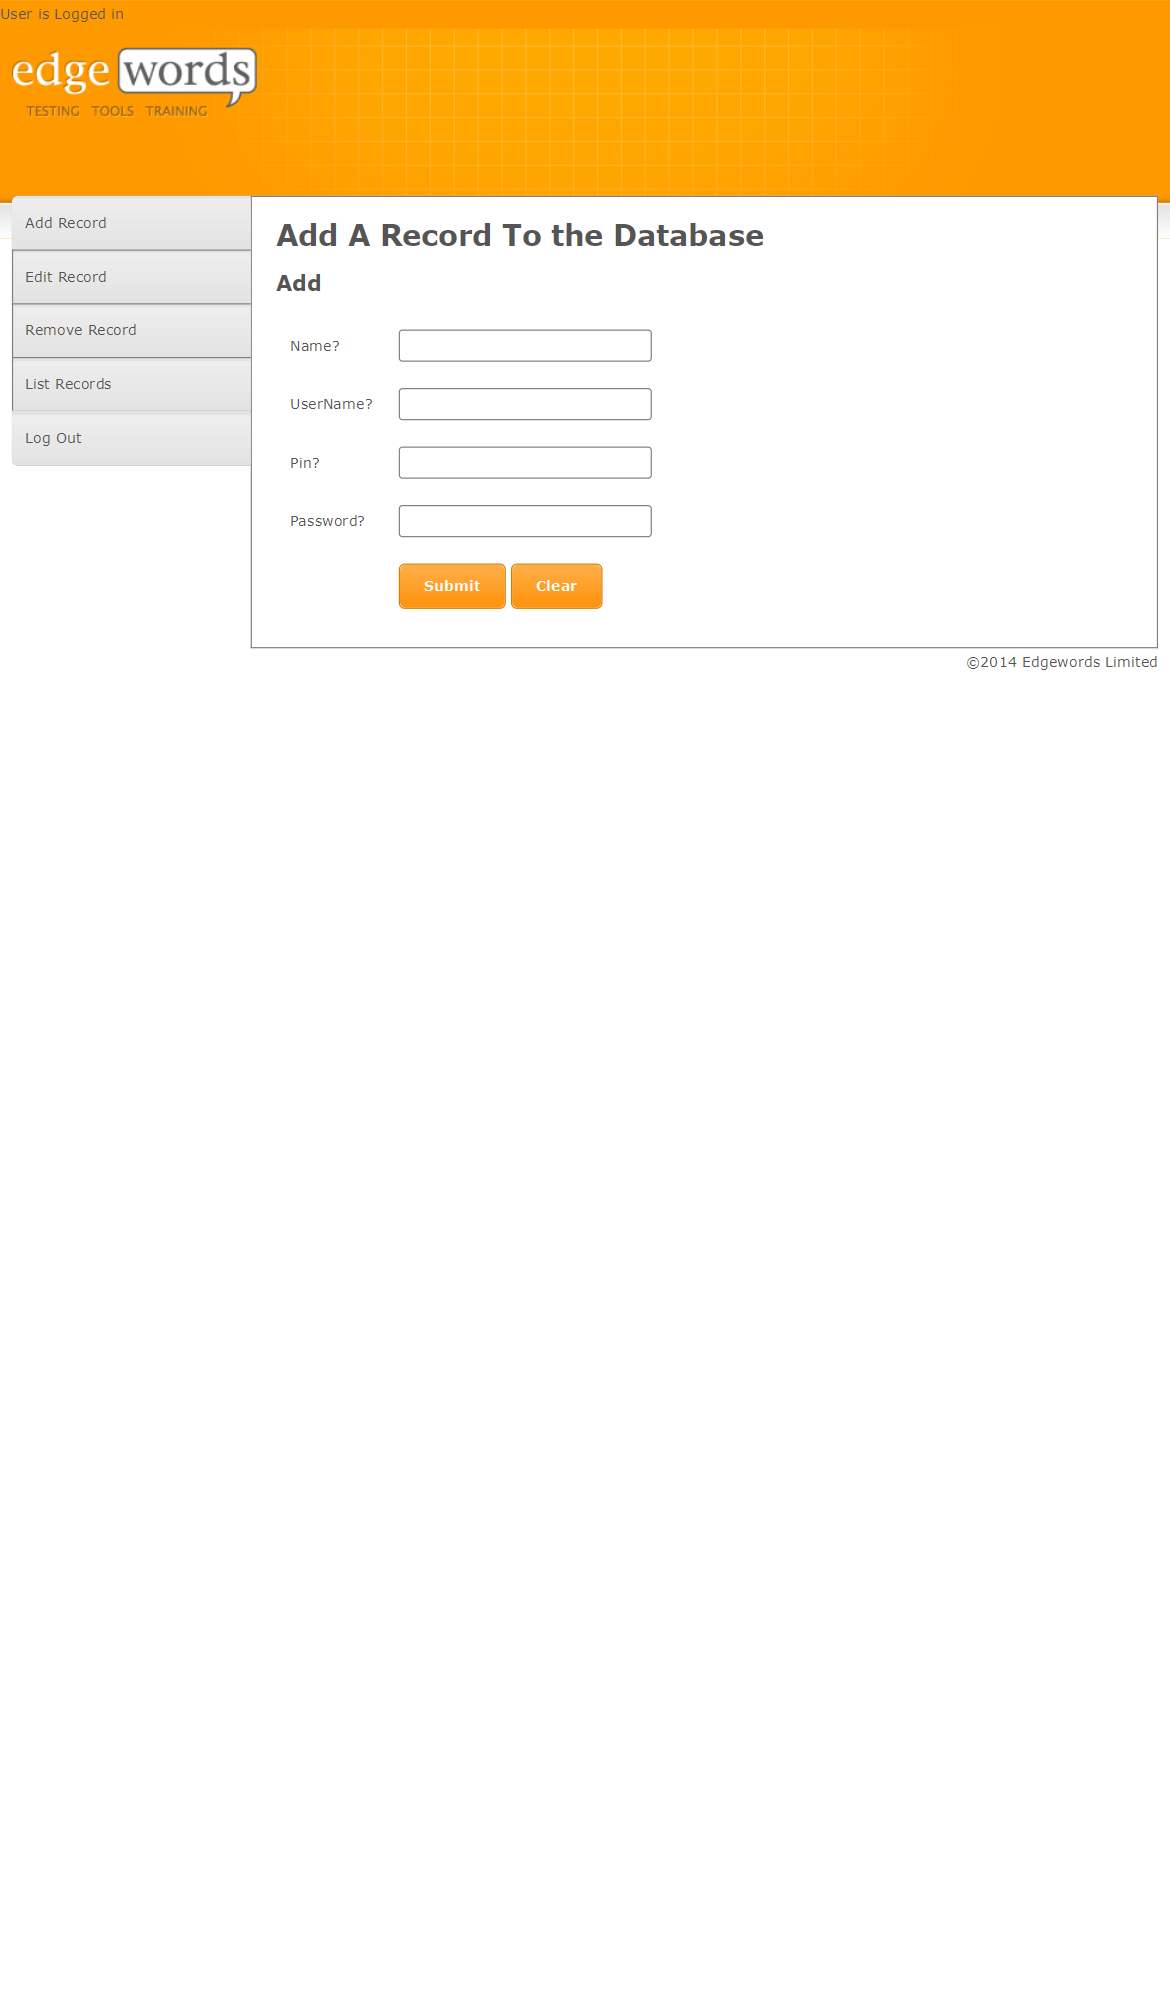 User is Logged in
edge words
TESTING TOOLS TRAINING
Add Record
Edit Record
Remove Record
List Records
Log Out
Add A Record To the Database
Add
Name?
UserName?
Pin?
Password?
Submit Clear
©2014 Edgewords Limited